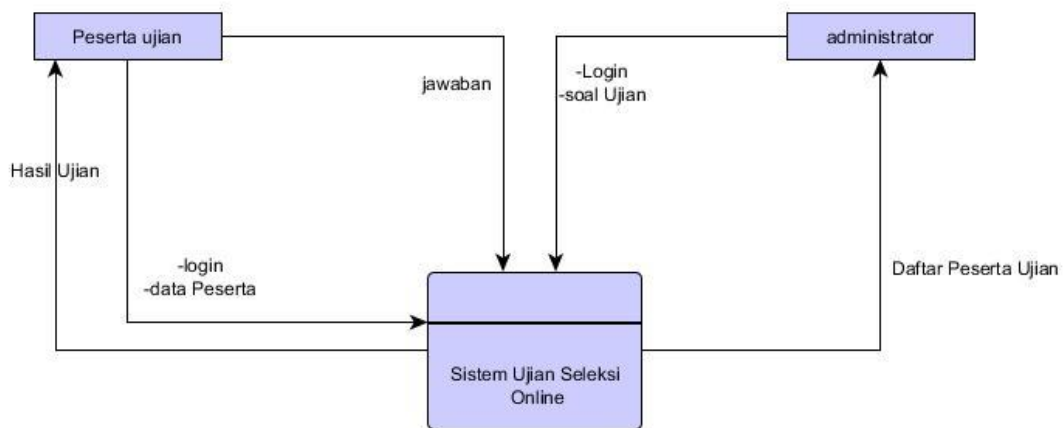 Peserta ujian
administrator
jawaban
-Login
-soal Ujian
Hasil Ujian
-login
-data Peserta
Daftar Peserta Ujian
Sistem Ujian Seleksi
Online